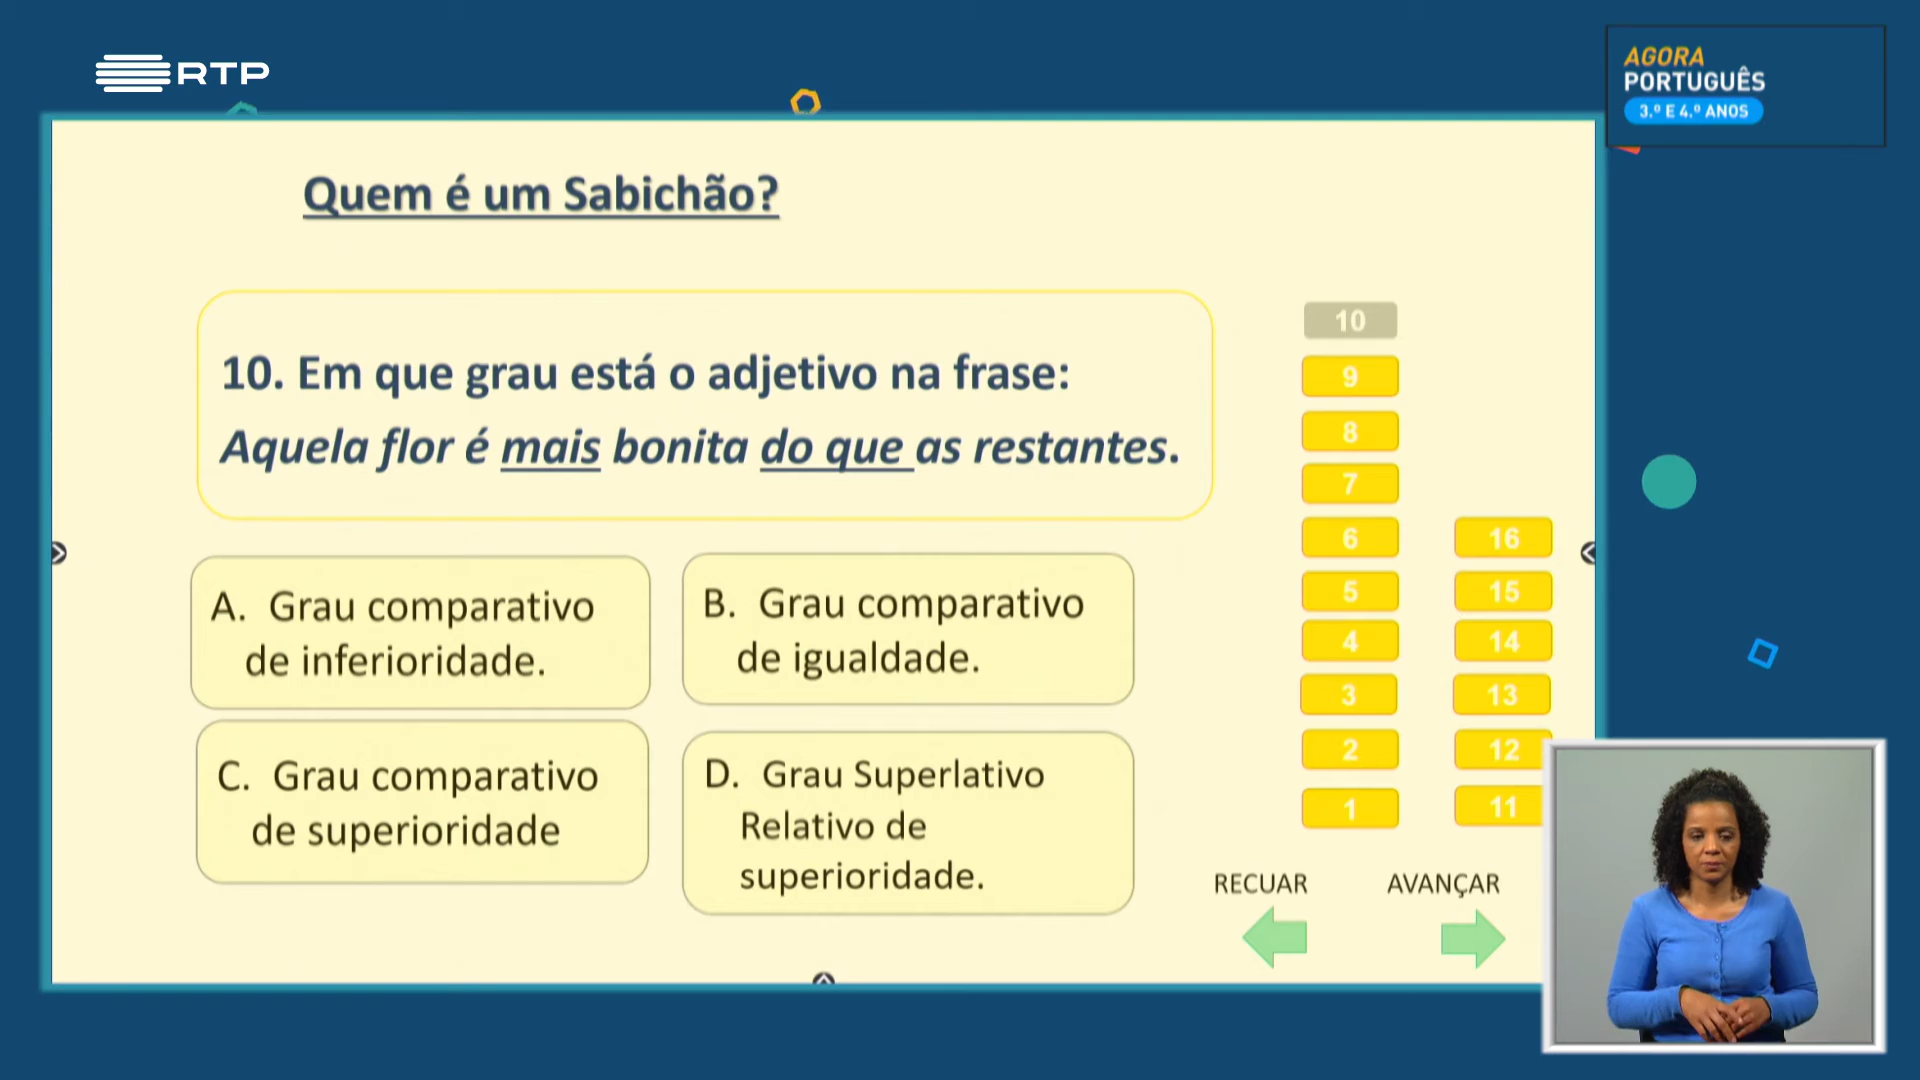 RTP
AGORA
PORTUGUÊS
3.º E 4.º ANOS
Quem é um Sabichão?
10. Em que grau está o adjetivo na frase:
Aquela flor é mais bonita do que as restantes.
A. Grau comparativo
de inferioridade.
B. Grau comparativo
de igualdade.
C. Grau comparativo
de superioridade
D. Grau Superlativo
Relativo de
superioridade.
10
9
8
7
6
16
5
15
4
14
3
13
2
12
1
11
RECUAR
AVANÇAR